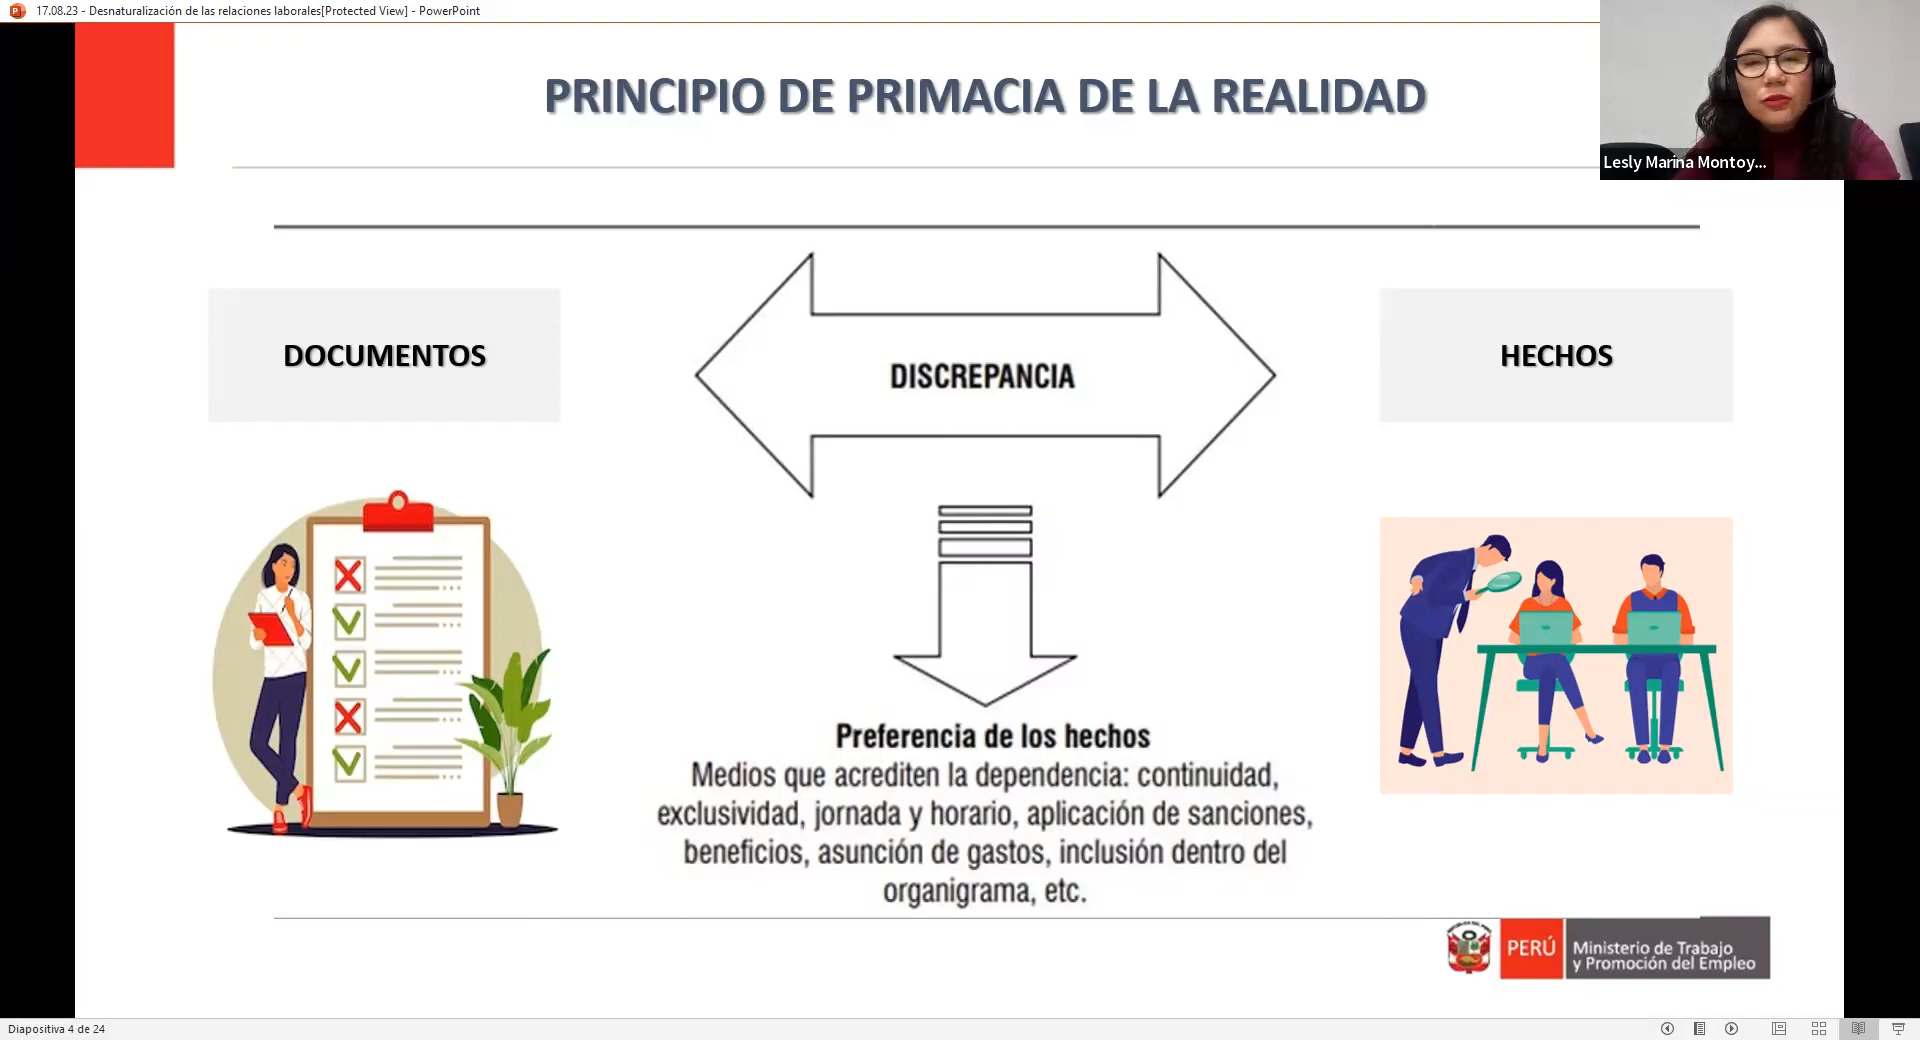 17.08.23 - Desnaturalización de las relaciones laborales[Protected View] - PowerPoint
Lesly Marina Montoy...
PRINCIPIO DE PRIMACIA DE LA REALIDAD
DOCUMENTOS
DISCREPANCIA
HECHOS
Preferencia de los hechos
Medios que acrediten la dependencia: continuidad,
exclusividad, jornada y horario, aplicación de sanciones,
beneficios, asunción de gastos, inclusión dentro del
organigrama, etc.
PERÚ
Ministerio de Trabajo
y Promoción del Empleo
Diapositiva 4 de 24